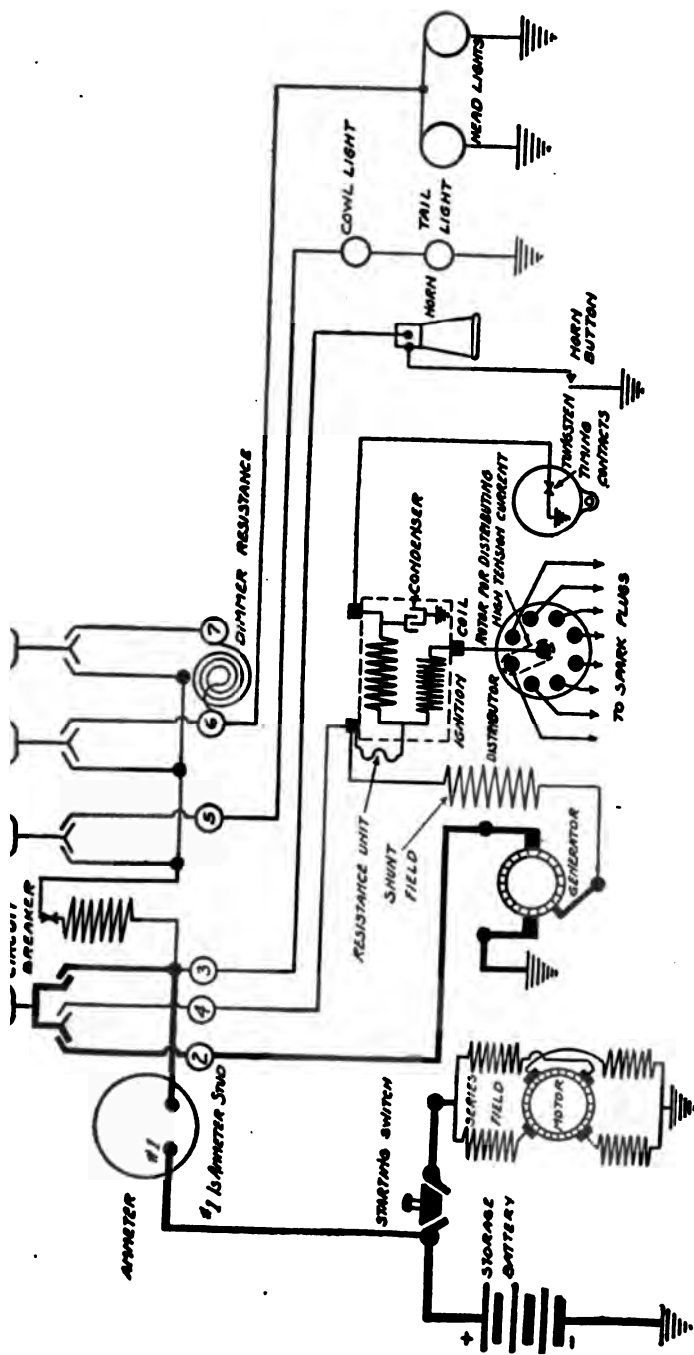 AMMETER
#1
#1 IS AMMETER STUD
CIRCUIT
BREAKER
2
4
3
5
6
7
DIMMER RESISTANCE
STARTING SWITCH
+
STORAGE
BATTERY
-
SERIES
FIELD
MOTOR
GENERATOR
SHUNT
FIELD
RESISTANCE UNIT
IGNITION COIL
CONDENSER
DISTRIBUTOR
ROTOR FOR DISTRIBUTING
HIGH TENSION CURRENT
TO SPARK PLUGS
TUNGSTEN
TIMING
CONTACTS
HORN
HORN
BUTTON
COWL LIGHT
TAIL
LIGHT
HEAD LIGHTS